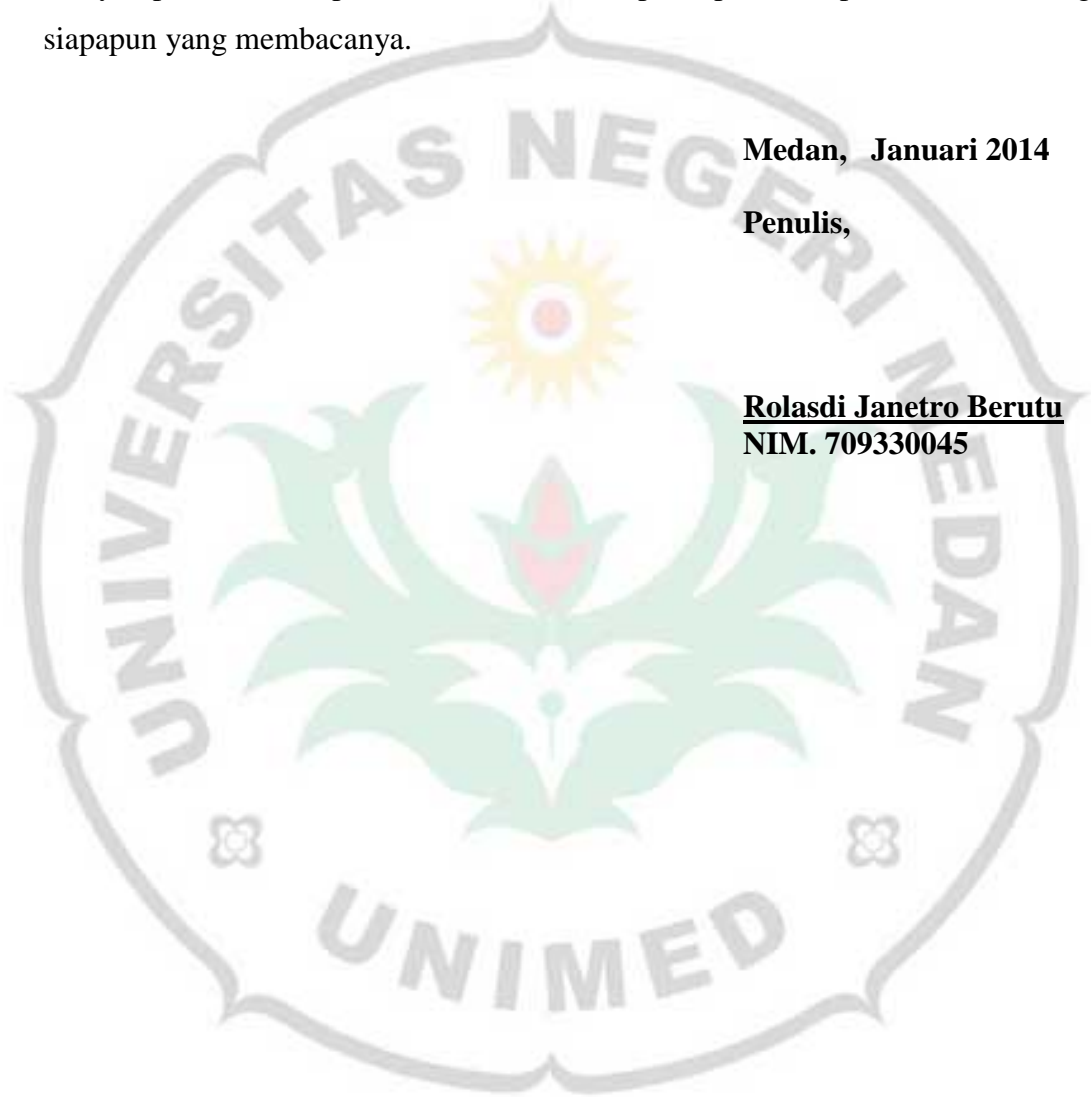 siapapun yang membacanya.
Medan, Januari 2014
Penulis,
Rolasdi Janetro Berutu
NIM. 709330045
UNIVERSITAS NEGERI MEDAN
UNIMED